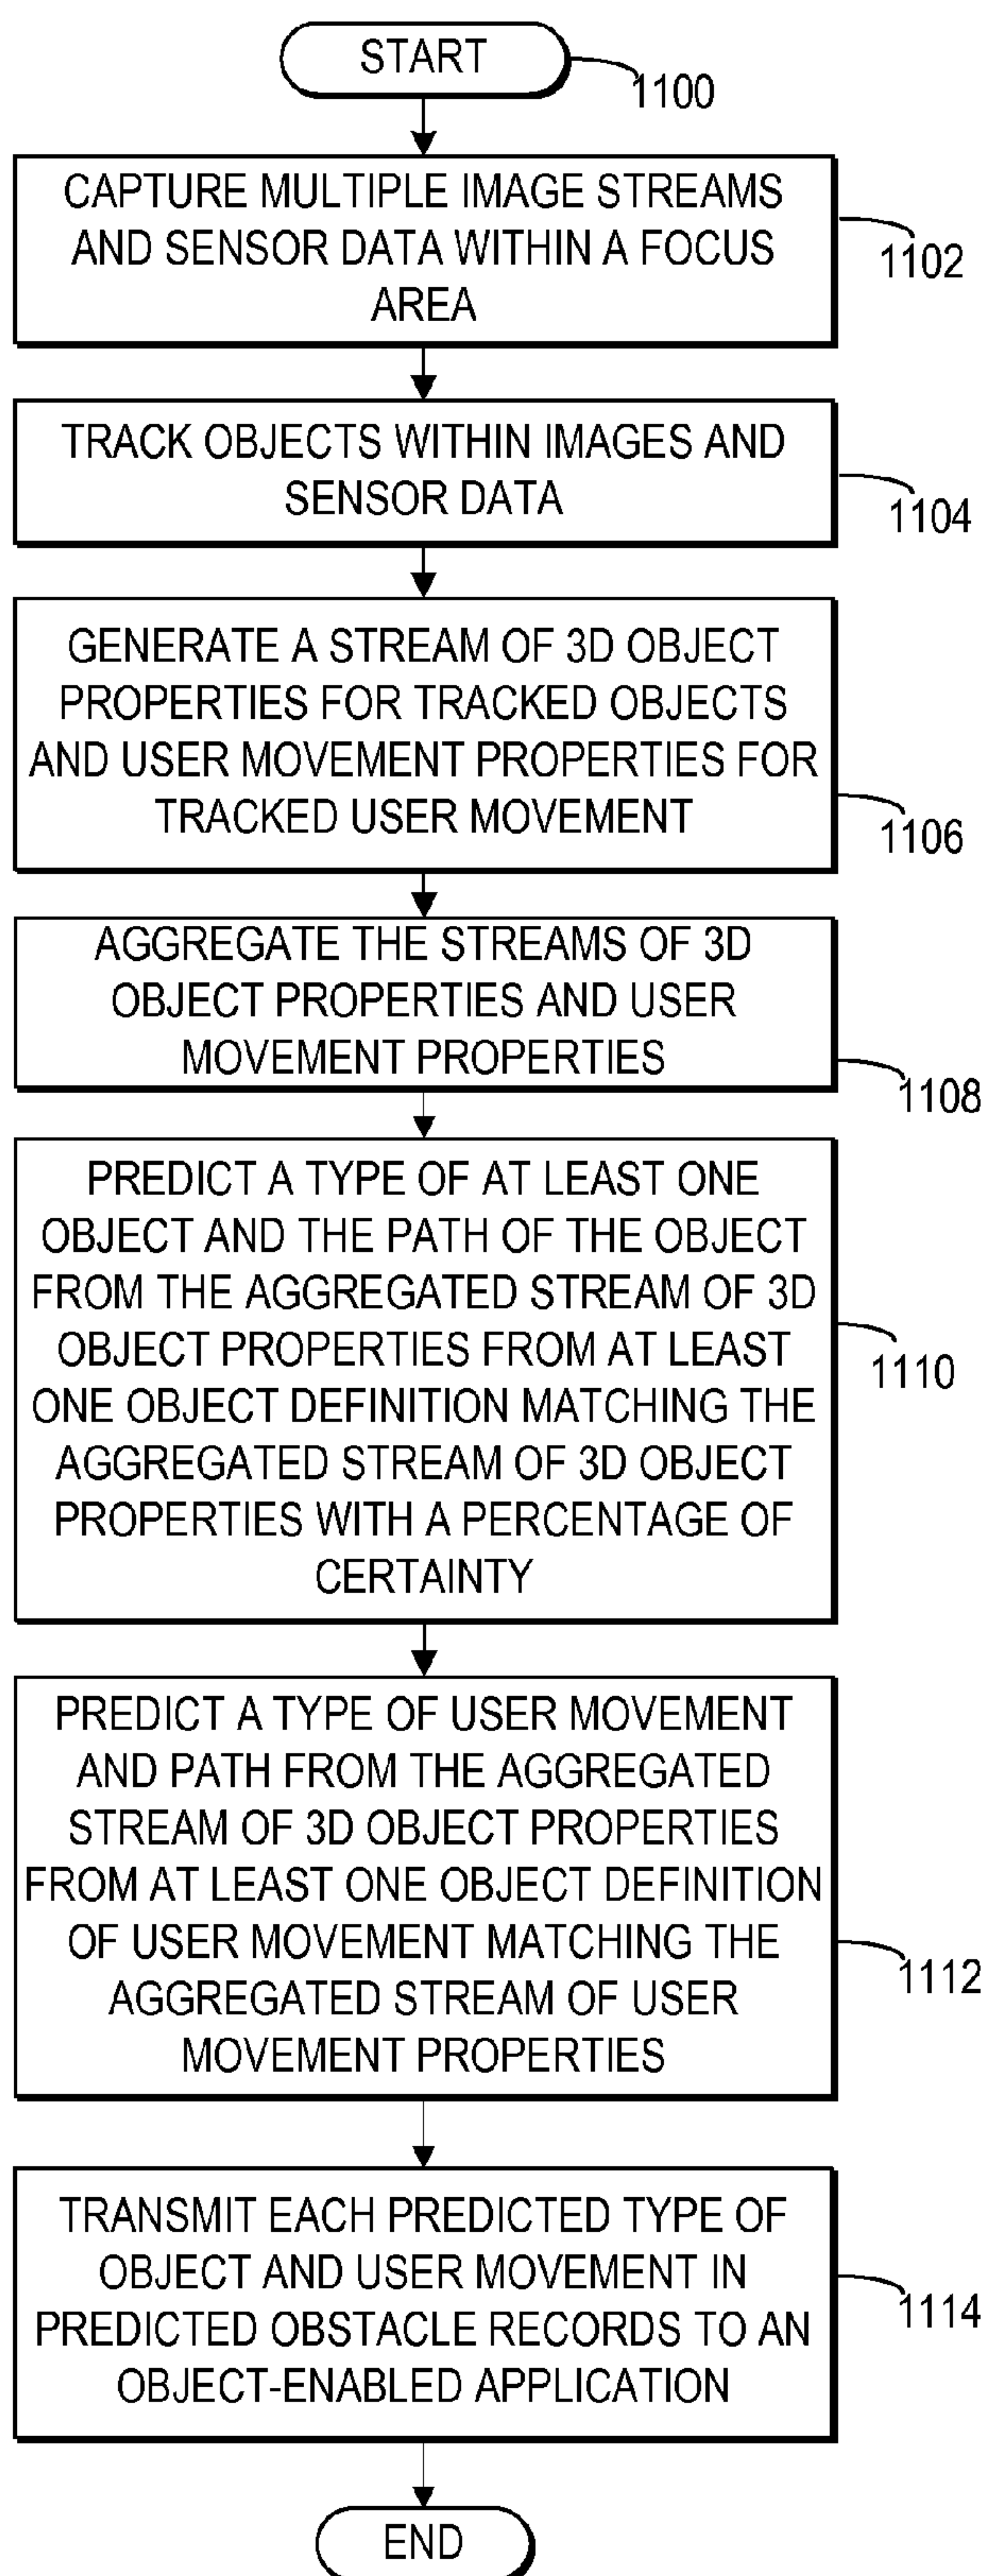 START
1100
CAPTURE MULTIPLE IMAGE STREAMS
AND SENSOR DATA WITHIN A FOCUS
AREA
1102
TRACK OBJECTS WITHIN IMAGES AND
SENSOR DATA
1104
GENERATE A STREAM OF 3D OBJECT
PROPERTIES FOR TRACKED OBJECTS
AND USER MOVEMENT PROPERTIES FOR
TRACKED USER MOVEMENT
1106
AGGREGATE THE STREAMS OF 3D
OBJECT PROPERTIES AND USER
MOVEMENT PROPERTIES
1108
PREDICT A TYPE OF AT LEAST ONE
OBJECT AND THE PATH OF THE OBJECT
FROM THE AGGREGATED STREAM OF 3D
OBJECT PROPERTIES FROM AT LEAST
ONE OBJECT DEFINITION MATCHING THE
AGGREGATED STREAM OF 3D OBJECT
PROPERTIES WITH A PERCENTAGE OF
CERTAINTY
1110
PREDICT A TYPE OF USER MOVEMENT
AND PATH FROM THE AGGREGATED
STREAM OF 3D OBJECT PROPERTIES
FROM AT LEAST ONE OBJECT DEFINITION
OF USER MOVEMENT MATCHING THE
AGGREGATED STREAM OF USER
MOVEMENT PROPERTIES
1112
TRANSMIT EACH PREDICTED TYPE OF
OBJECT AND USER MOVEMENT IN
PREDICTED OBSTACLE RECORDS TO AN
OBJECT-ENABLED APPLICATION
1114
END